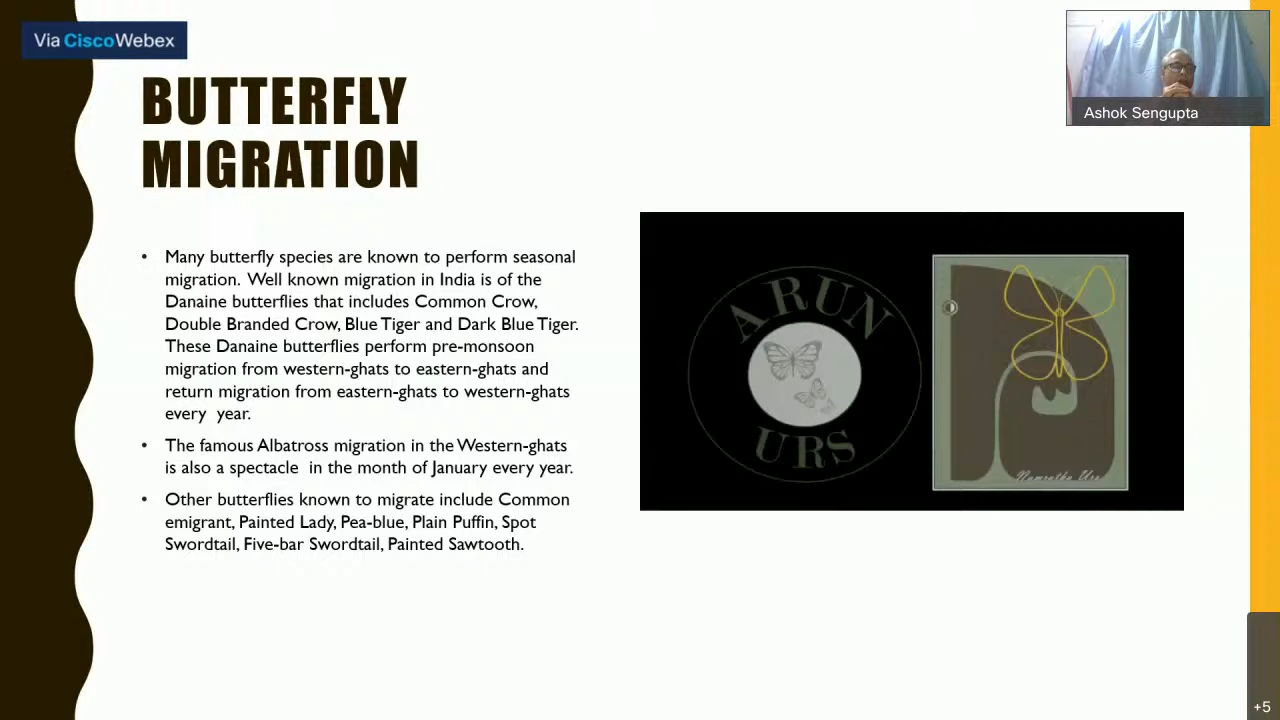 Via CiscoWebex
Ashok Sengupta
BUTTERFLY
MIGRATION
• Many butterfly species are known to perform seasonal
migration. Well known migration in India is of the
Danaine butterflies that includes Common Crow,
Double Branded Crow, Blue Tiger and Dark Blue Tiger.
These Danaine butterflies perform pre-monsoon
migration from western-ghats to eastern-ghats and
return migration from eastern-ghats to western-ghats
every year.
• The famous Albatross migration in the Western-ghats
is also a spectacle in the month of January every year.
• Other butterflies known to migrate include Common
emigrant, Painted Lady, Pea-blue, Plain Puffin, Spot
Swordtail, Five-bar Swordtail, Painted Sawtooth.
ARUN
URS
Namratha Urs
+5